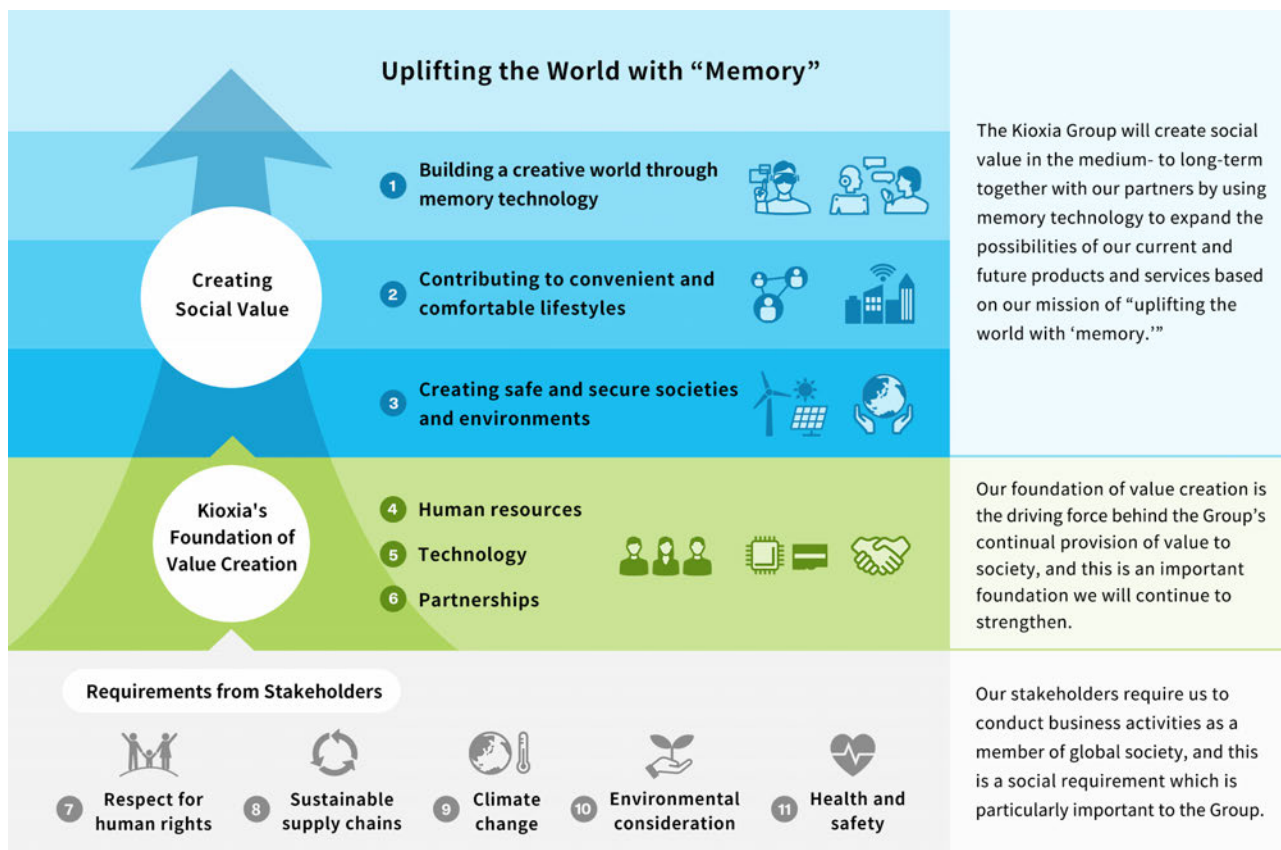 Uplifting the World with “Memory”
1
Building a creative world through
memory technology
Creating
Social Value
2
Contributing to convenient and
comfortable lifestyles
3
Creating safe and secure societies
and environments
The Kioxia Group will create social
value in the medium- to long-term
together with our partners by using
memory technology to expand the
possibilities of our current and
future products and services based
on our mission of “uplifting the
world with ‘memory.’”
Kioxia's
Foundation of
Value Creation
4 Human resources
5 Technology
6 Partnerships
Our foundation of value creation is
the driving force behind the Group’s
continual provision of value to
society, and this is an important
foundation we will continue to
strengthen.
Requirements from Stakeholders
7
Respect for
human rights
8
Sustainable
supply chains
9
Climate
change
10
Environmental
consideration
11
Health and
safety
Our stakeholders require us to
conduct business activities as a
member of global society, and this
is a social requirement which is
particularly important to the Group.